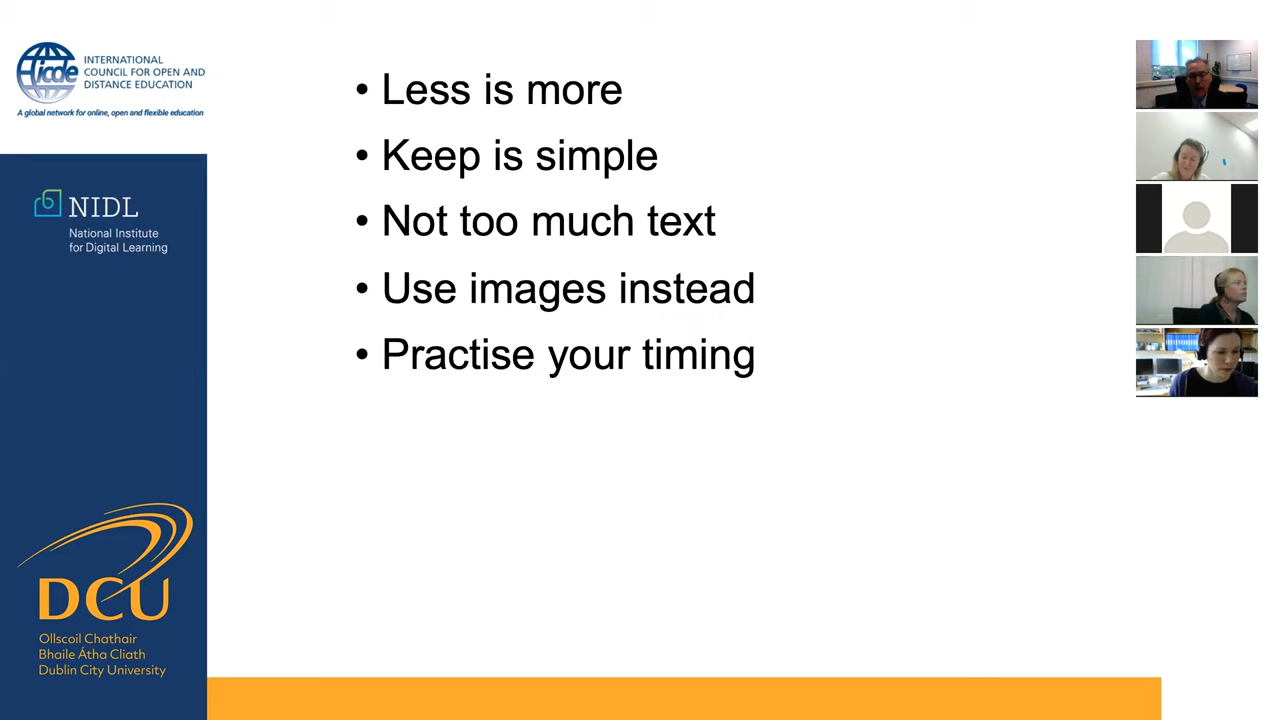 icde
INTERNATIONAL
COUNCIL FOR OPEN AND
DISTANCE EDUCATION
A global network for online, open and flexible education
NIDL
National Institute
for Digital Learning
DCU
Ollscoil Chathair
Bhaile Átha Cliath
Dublin City University
• Less is more
• Keep is simple
• Not too much text
• Use images instead
• Practise your timing